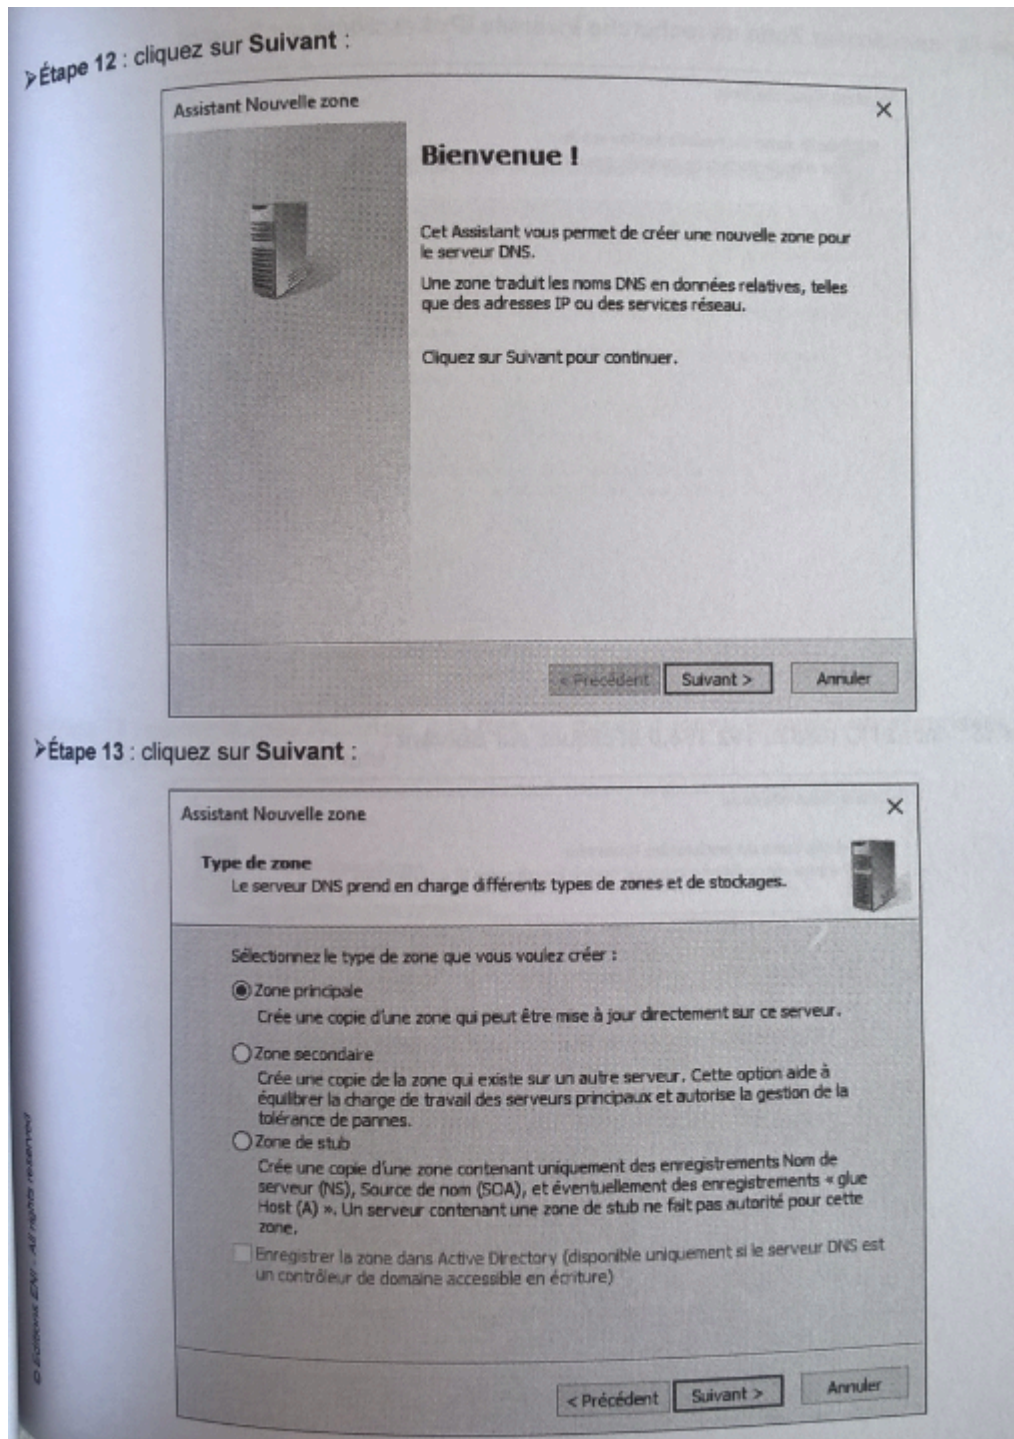 ➢Étape 12 : cliquez sur Suivant :
Assistant Nouvelle zone
Bienvenue !
Cet Assistant vous permet de créer une nouvelle zone pour
le serveur DNS.
Une zone traduit les noms DNS en données relatives, telles
que des adresses IP ou des services réseau.
Cliquez sur Suivant pour continuer.
< Précédent Suivant > Annuler
➢Étape 13 : cliquez sur Suivant :
Assistant Nouvelle zone
Type de zone
Le serveur DNS prend en charge différents types de zones et de stockages.
Sélectionnez le type de zone que vous voulez créer :
Zone principale
Crée une copie d'une zone qui peut être mise à jour directement sur ce serveur.
Zone secondaire
Crée une copie de la zone qui existe sur un autre serveur. Cette option aide à
équilibrer la charge de travail des serveurs principaux et autorise la gestion de la
tolérance de pannes.
Zone de stub
Crée une copie d'une zone contenant uniquement des enregistrements Nom de
serveur (NS), Source de nom (SOA), et éventuellement des enregistrements « glue
Host (A) ». Un serveur contenant une zone de stub ne fait pas autorité pour cette
zone.
Enregistrer la zone dans Active Directory (disponible uniquement si le serveur DNS est
un contrôleur de domaine accessible en écriture)
< Précédent Suivant > Annuler
© Editions ENI - All rights reserved